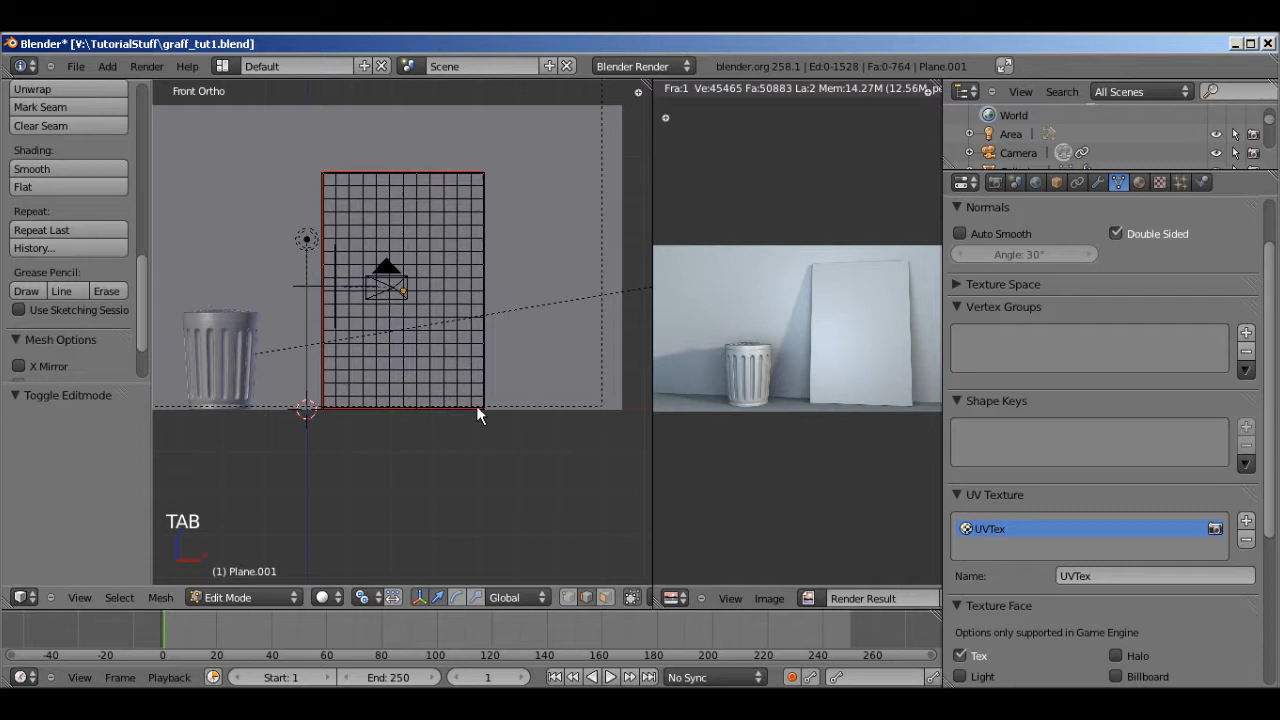 Blender* [V:\TutorialStuff\graff_tut1.blend]
File Add Render Help Default Scene Blender Render blender.org 258.1 | Ed:0-1528 | Fa:0-764 | Plane.001
Unwrap
Mark Seam
Clear Seam
Shading:
Smooth
Flat
Repeat:
Repeat Last
History...
Grease Pencil:
Draw Line Erase
Use Sketching Sessio
Mesh Options
X Mirror
Toggle Editmode
Front Ortho
TAB
(1) Plane.001
View Select Mesh Edit Mode Global
Fra:1 Ve:45465 Fa:50883 La:2 Mem:14.27M (12.56M,
View Image Render Result
View Search All Scenes
World
Area
Camera
Normals
Auto Smooth Double Sided
Angle: 30°
Texture Space
Vertex Groups
Shape Keys
UV Texture
UVTex
Name: UVTex
Texture Face
Options only supported in Game Engine
Tex Halo
Light Billboard
-40 -20 0 20 40 60 80 100 120 140 160 180 200 220 240 260
View Frame Playback Start: 1 End: 250 1 No Sync